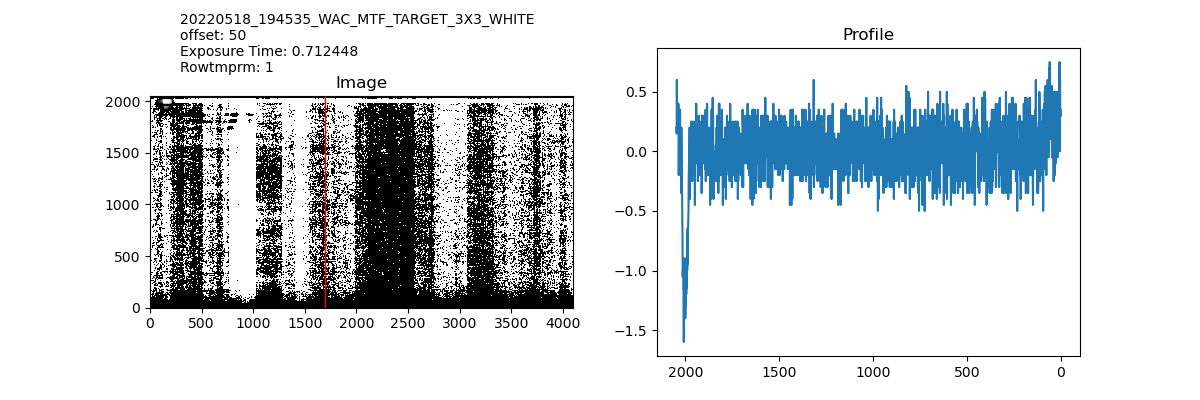 20220518_194535_WAC_MTF_TARGET_3X3_WHITE
offset: 50
Exposure Time: 0.712448
Rowtmprm: 1
Image
2000
1500
1000
500
0
0 500 1000 1500 2000 2500 3000 3500 4000
Profile
0.5
0.0
−0.5
−1.0
−1.5
2000 1500 1000 500 0